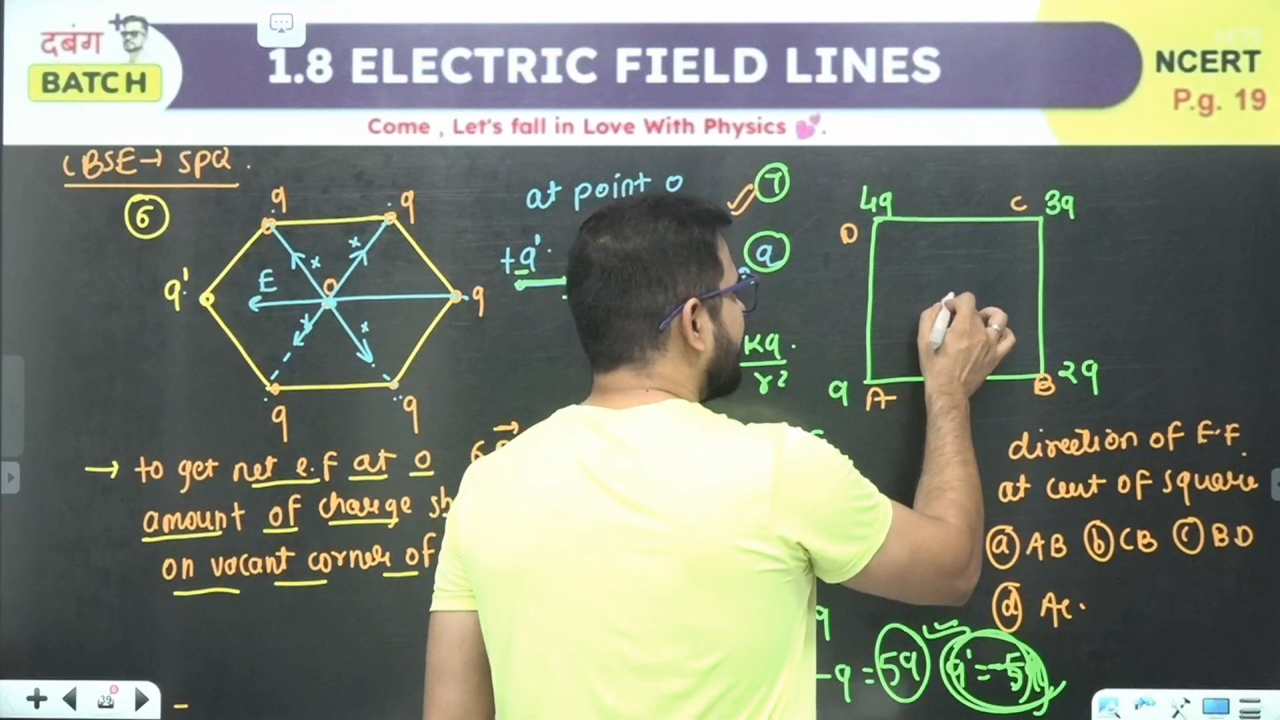 दबंग
BATCH
1.8 ELECTRIC FIELD LINES
NCERT
P.g. 19
Come , Let's fall in Love With Physics
CBSE → SPQ.
6
q q
q' E O q
q q
x x x x
at point o
+q'
→ to get net e.f at o
amount of charge
on vacant corner of
7
a
Kq
r²
4q C 3q
D
q A B 2q
direction of E.F.
at cent of square
(a) AB (b) CB (c) BD
(d) AC.
-q = 5q q' = -5q
39